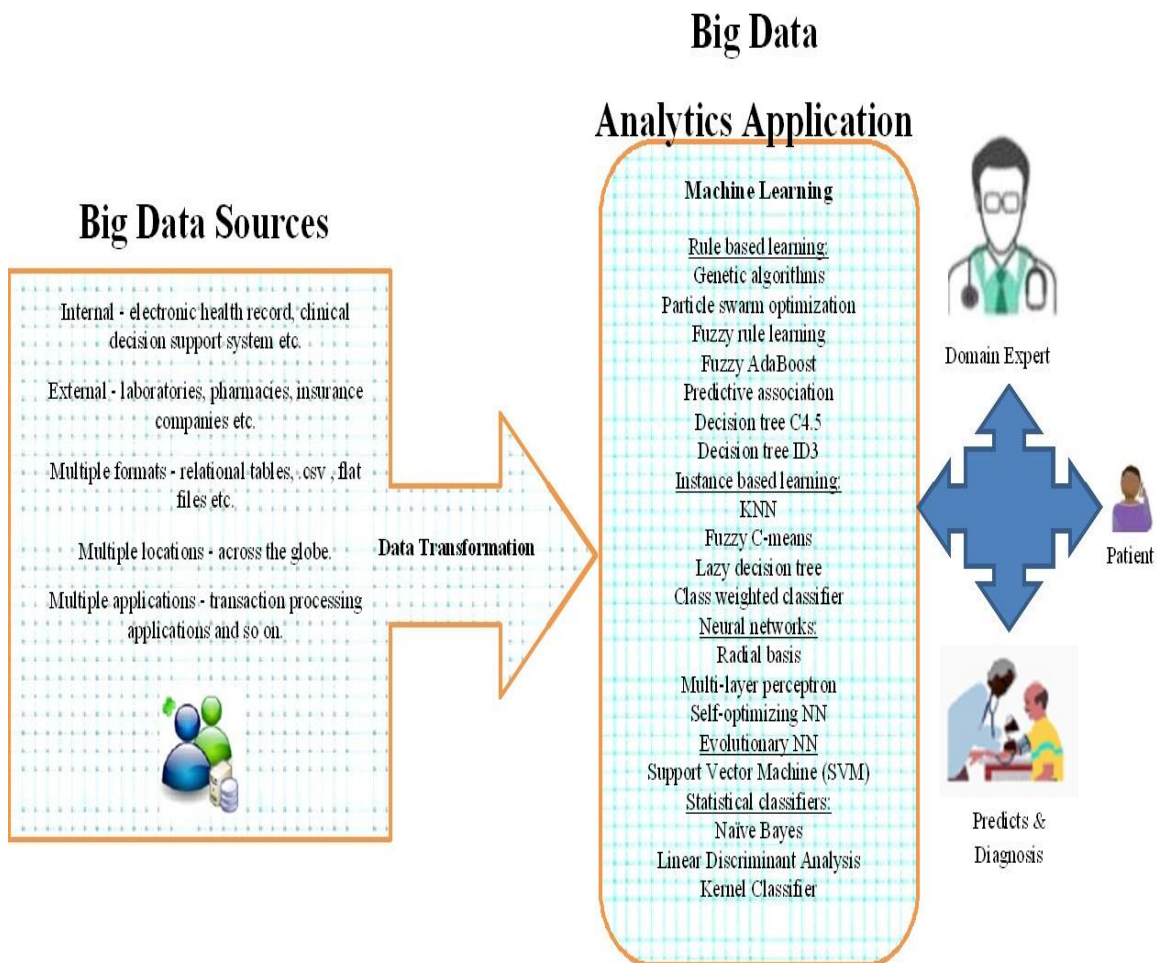 Big Data Sources
Internal - electronic health record, clinical
decision support system etc.
External - laboratories, pharmacies, insurance
companies etc.
Multiple formats - relational tables, .csv , flat
files etc.
Multiple locations - across the globe.
Multiple applications - transaction processing
applications and so on.
Data Transformation
Big Data
Analytics Application
Machine Learning
Rule based learning:
Genetic algorithms
Particle swarm optimization
Fuzzy rule learning
Fuzzy AdaBoost
Predictive association
Decision tree C4.5
Decision tree ID3
Instance based learning:
KNN
Fuzzy C-means
Lazy decision tree
Class weighted classifier
Neural networks:
Radial basis
Multi-layer perceptron
Self-optimizing NN
Evolutionary NN
Support Vector Machine (SVM)
Statistical classifiers:
Naïve Bayes
Linear Discriminant Analysis
Kernel Classifier
Domain Expert
Patient
Predicts &
Diagnosis